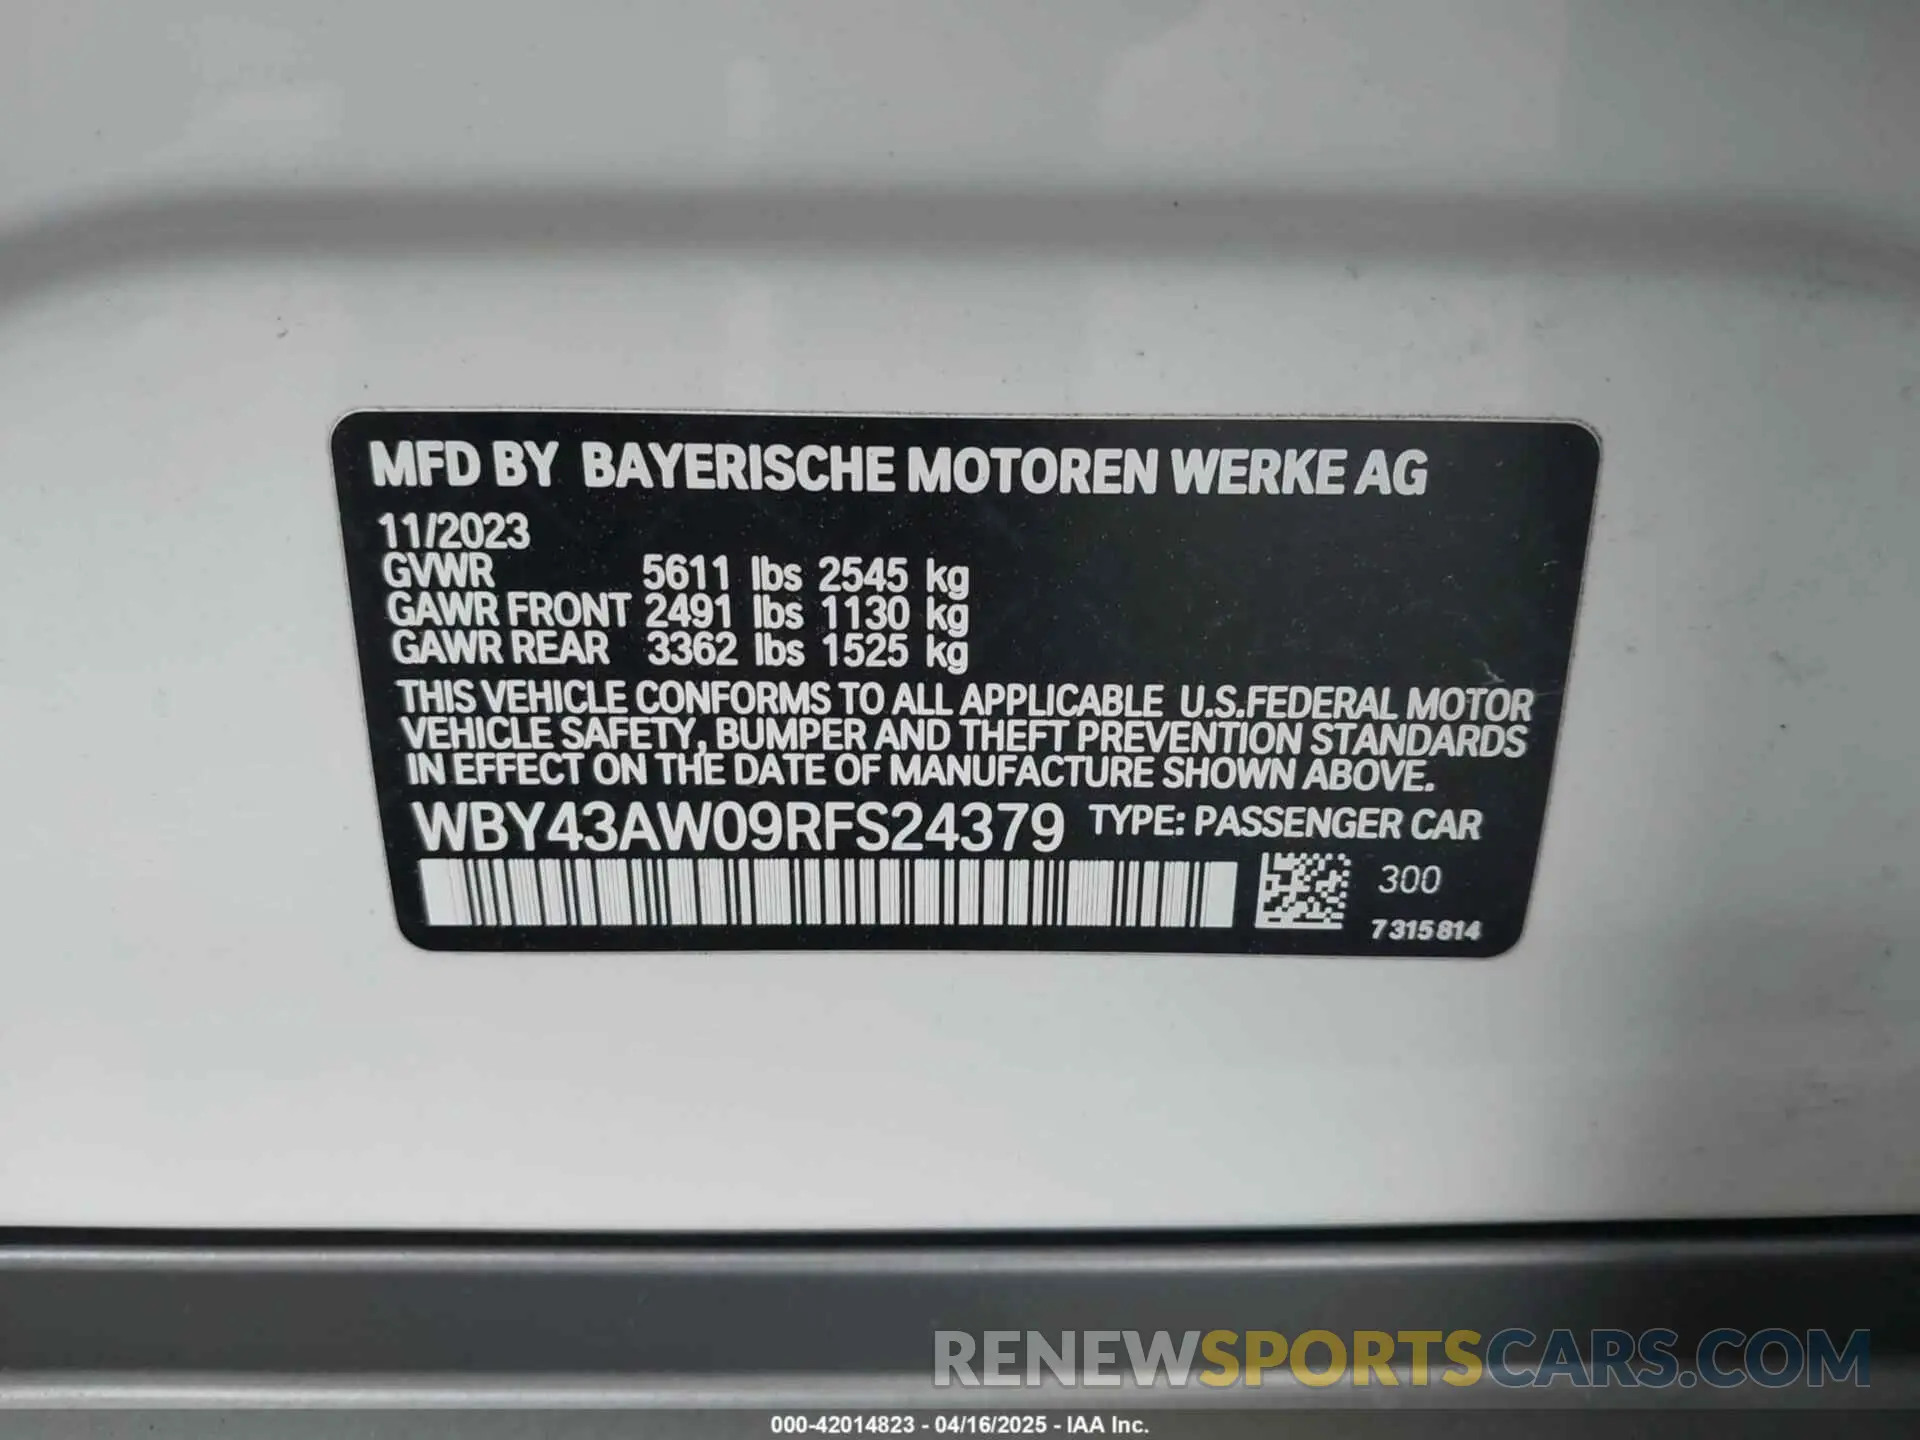 MFD BY BAYERISCHE MOTOREN WERKE AG
11/2023
GVWR 5611 lbs 2545 kg
GAWR FRONT 2491 lbs 1130 kg
GAWR REAR 3362 lbs 1525 kg
THIS VEHICLE CONFORMS TO ALL APPLICABLE U.S.FEDERAL MOTOR
VEHICLE SAFETY, BUMPER AND THEFT PREVENTION STANDARDS
IN EFFECT ON THE DATE OF MANUFACTURE SHOWN ABOVE.
WBY43AW09RFS24379 TYPE: PASSENGER CAR
300
7315814
RENEWSPORTSCARS.COM
000-42014823 - 04/16/2025 - IAA Inc.